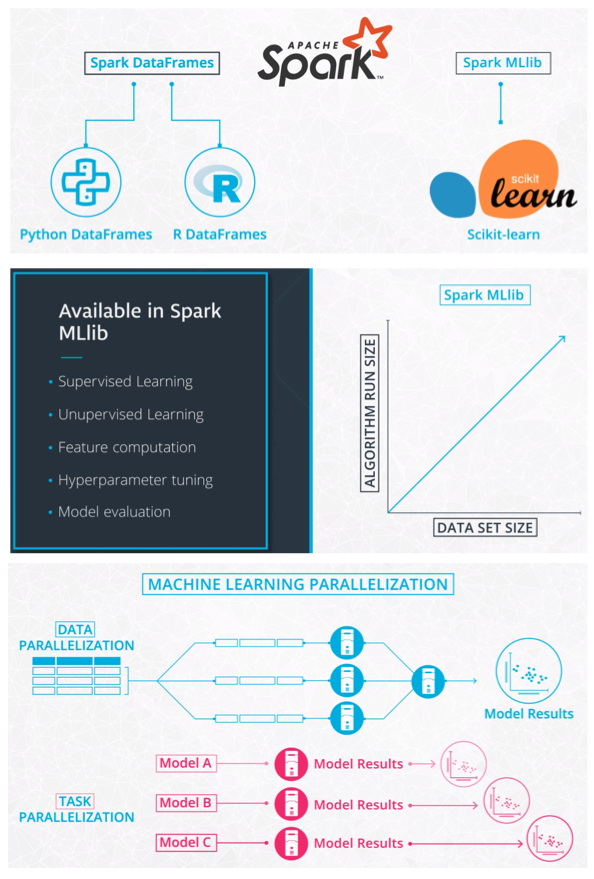 APACHE
Spark™
Spark DataFrames
Spark MLlib
scikit
learn
Python DataFrames
R
R DataFrames
Scikit-learn
Available in Spark
MLlib
• Supervised Learning
• Unupervised Learning
• Feature computation
• Hyperparameter tuning
• Model evaluation
Spark MLlib
ALGORITHM RUN SIZE
DATA SET SIZE
MACHINE LEARNING PARALLELIZATION
DATA
PARALLELIZATION
Model Results
Model A
Model Results
TASK
PARALLELIZATION
Model B
Model Results
Model C
Model Results